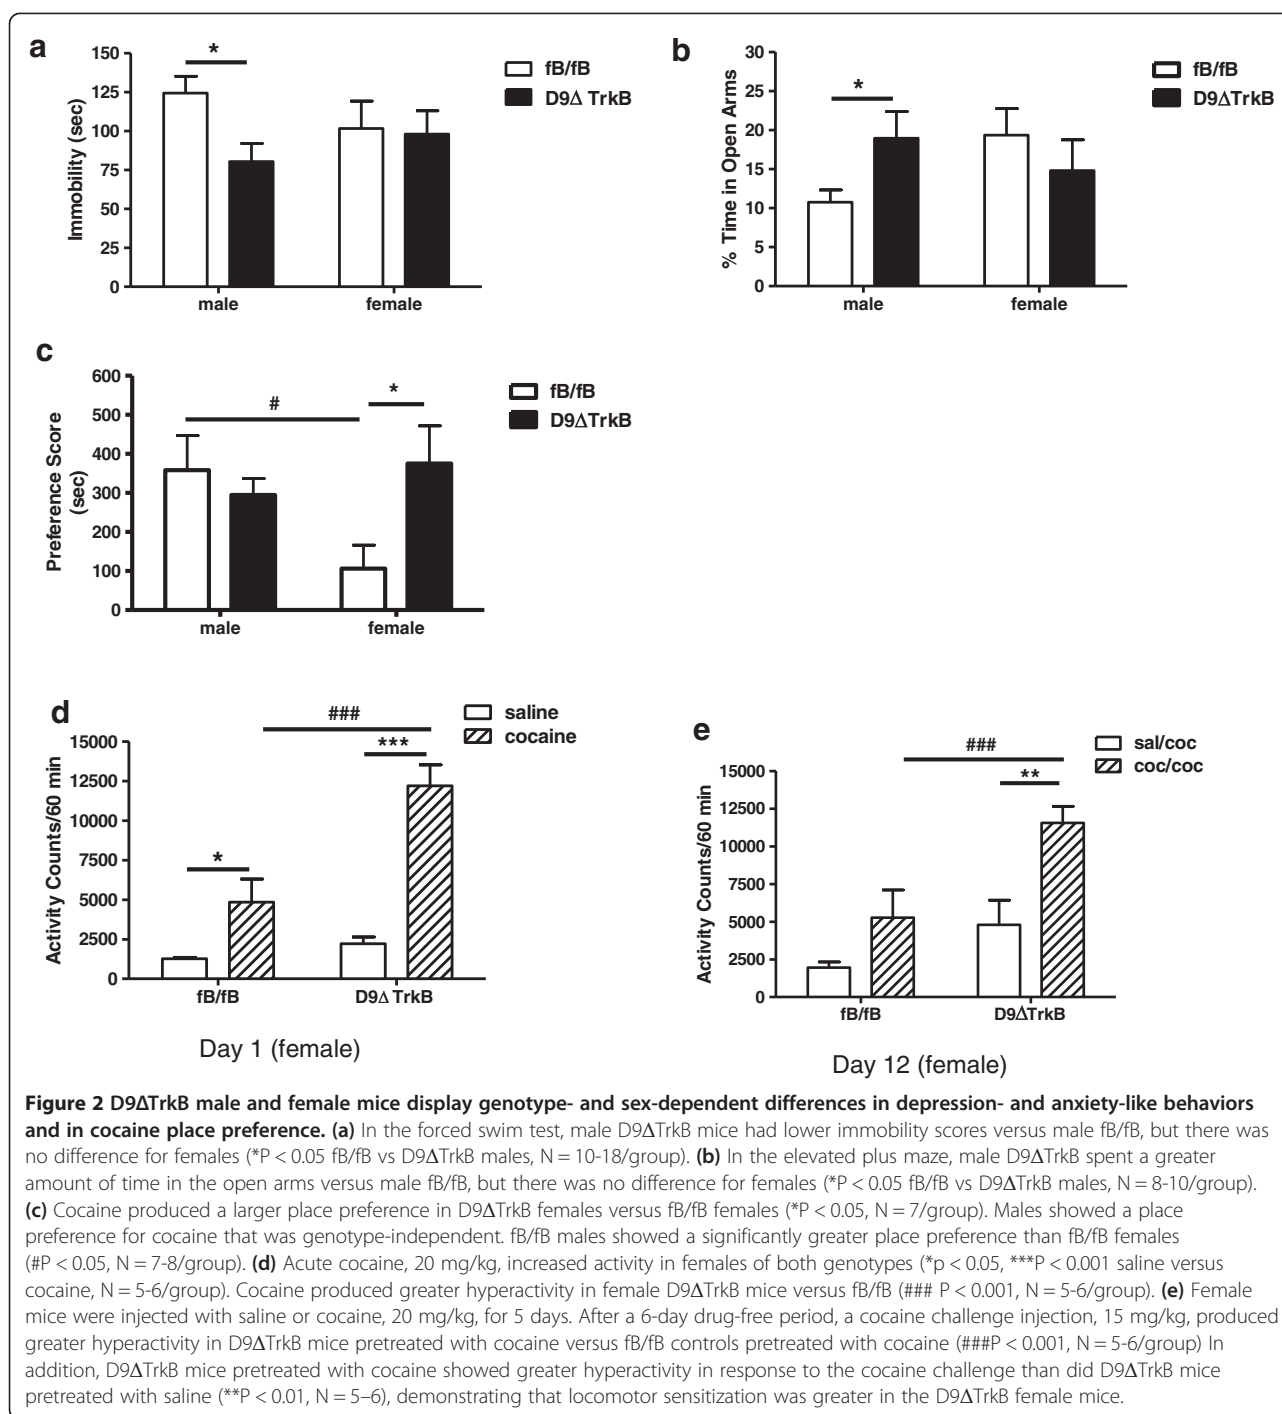 a
150
125
100
75
50
25
0
Immobility (sec)
*
male
female
fB/fB
D9Δ TrkB
b
30
25
20
15
10
5
0
% Time in Open Arms
*
male
female
fB/fB
D9ΔTrkB
c
600
500
400
300
200
100
0
Preference Score
(sec)
#
*
male
female
fB/fB
D9ΔTrkB
d
15000
12500
10000
7500
5000
2500
0
Activity Counts/60 min
###
***
*
fB/fB
D9Δ TrkB
saline
cocaine
Day 1 (female)
e
15000
12500
10000
7500
5000
2500
0
Activity Counts/60 min
###
**
fB/fB
D9ΔTrkB
sal/coc
coc/coc
Day 12 (female)
Figure 2 D9ΔTrkB male and female mice display genotype- and sex-dependent differences in depression- and anxiety-like behaviors
and in cocaine place preference. (a) In the forced swim test, male D9ΔTrkB mice had lower immobility scores versus male fB/fB, but there was
no difference for females (*P < 0.05 fB/fB vs D9ΔTrkB males, N = 10-18/group). (b) In the elevated plus maze, male D9ΔTrkB spent a greater
amount of time in the open arms versus male fB/fB, but there was no difference for females (*P < 0.05 fB/fB vs D9ΔTrkB males, N = 8-10/group).
(c) Cocaine produced a larger place preference in D9ΔTrkB females versus fB/fB females (*P < 0.05, N = 7/group). Males showed a place
preference for cocaine that was genotype-independent. fB/fB males showed a significantly greater place preference than fB/fB females
(#P < 0.05, N = 7-8/group). (d) Acute cocaine, 20 mg/kg, increased activity in females of both genotypes (*p < 0.05, ***P < 0.001 saline versus
cocaine, N = 5-6/group). Cocaine produced greater hyperactivity in female D9ΔTrkB mice versus fB/fB (### P < 0.001, N = 5-6/group). (e) Female
mice were injected with saline or cocaine, 20 mg/kg, for 5 days. After a 6-day drug-free period, a cocaine challenge injection, 15 mg/kg, produced
greater hyperactivity in D9ΔTrkB mice pretreated with cocaine versus fB/fB controls pretreated with cocaine (###P < 0.001, N = 5-6/group) In
addition, D9ΔTrkB mice pretreated with cocaine showed greater hyperactivity in response to the cocaine challenge than did D9ΔTrkB mice
pretreated with saline (**P < 0.01, N = 5–6), demonstrating that locomotor sensitization was greater in the D9ΔTrkB female mice.